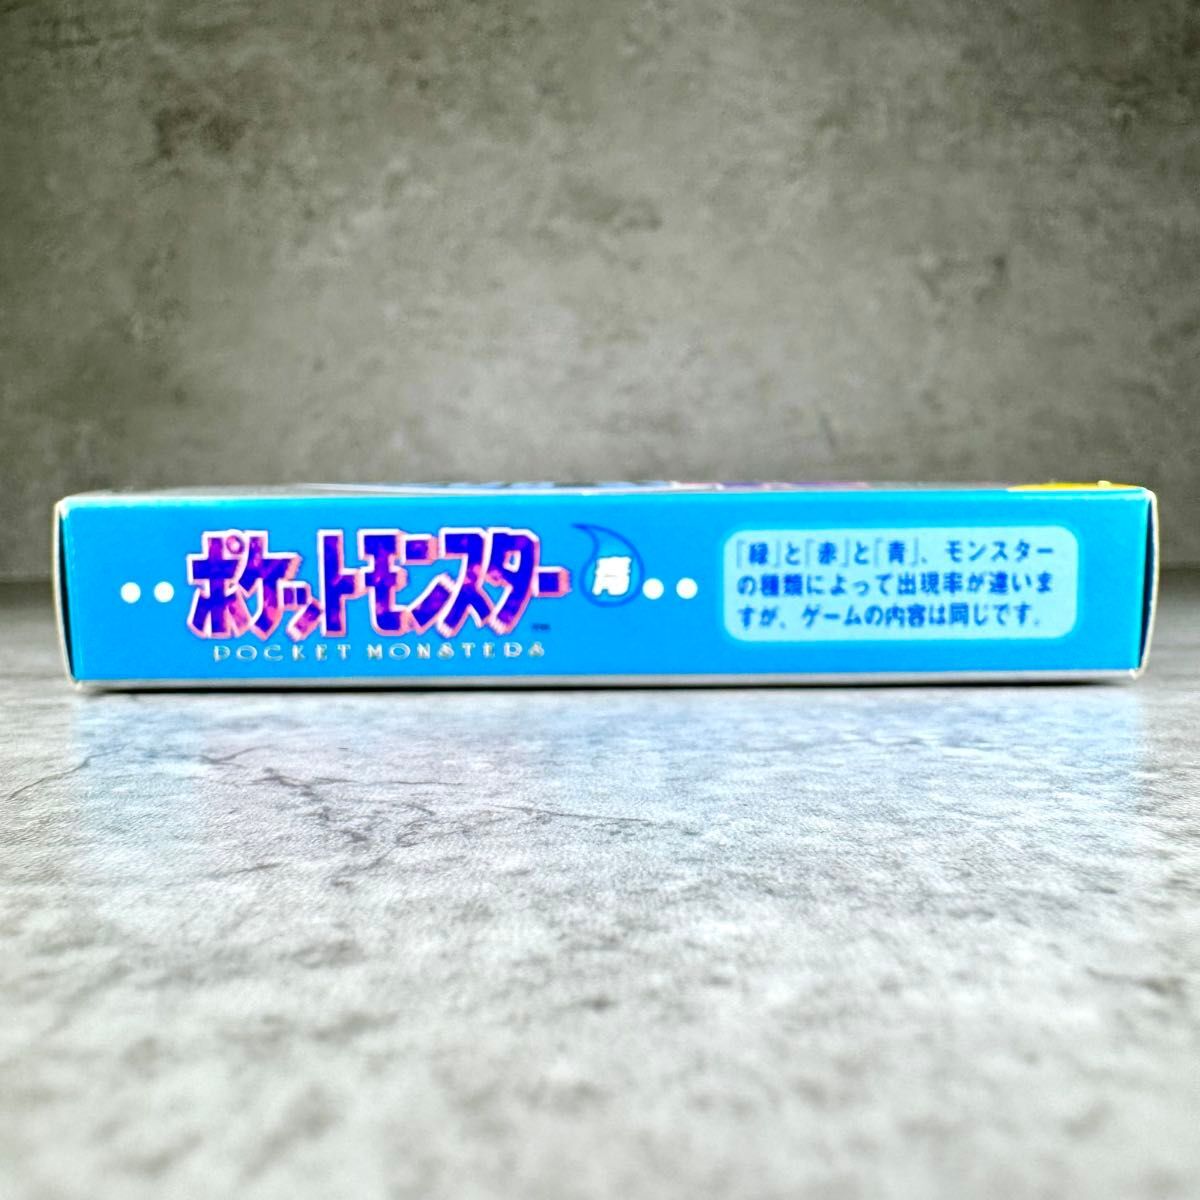 ポケットモンスター 青
POCKET MONSTERS
「緑」と「赤」と「青」、モンスター
の種類によって出現率が違いま
すが、ゲームの内容は同じです。